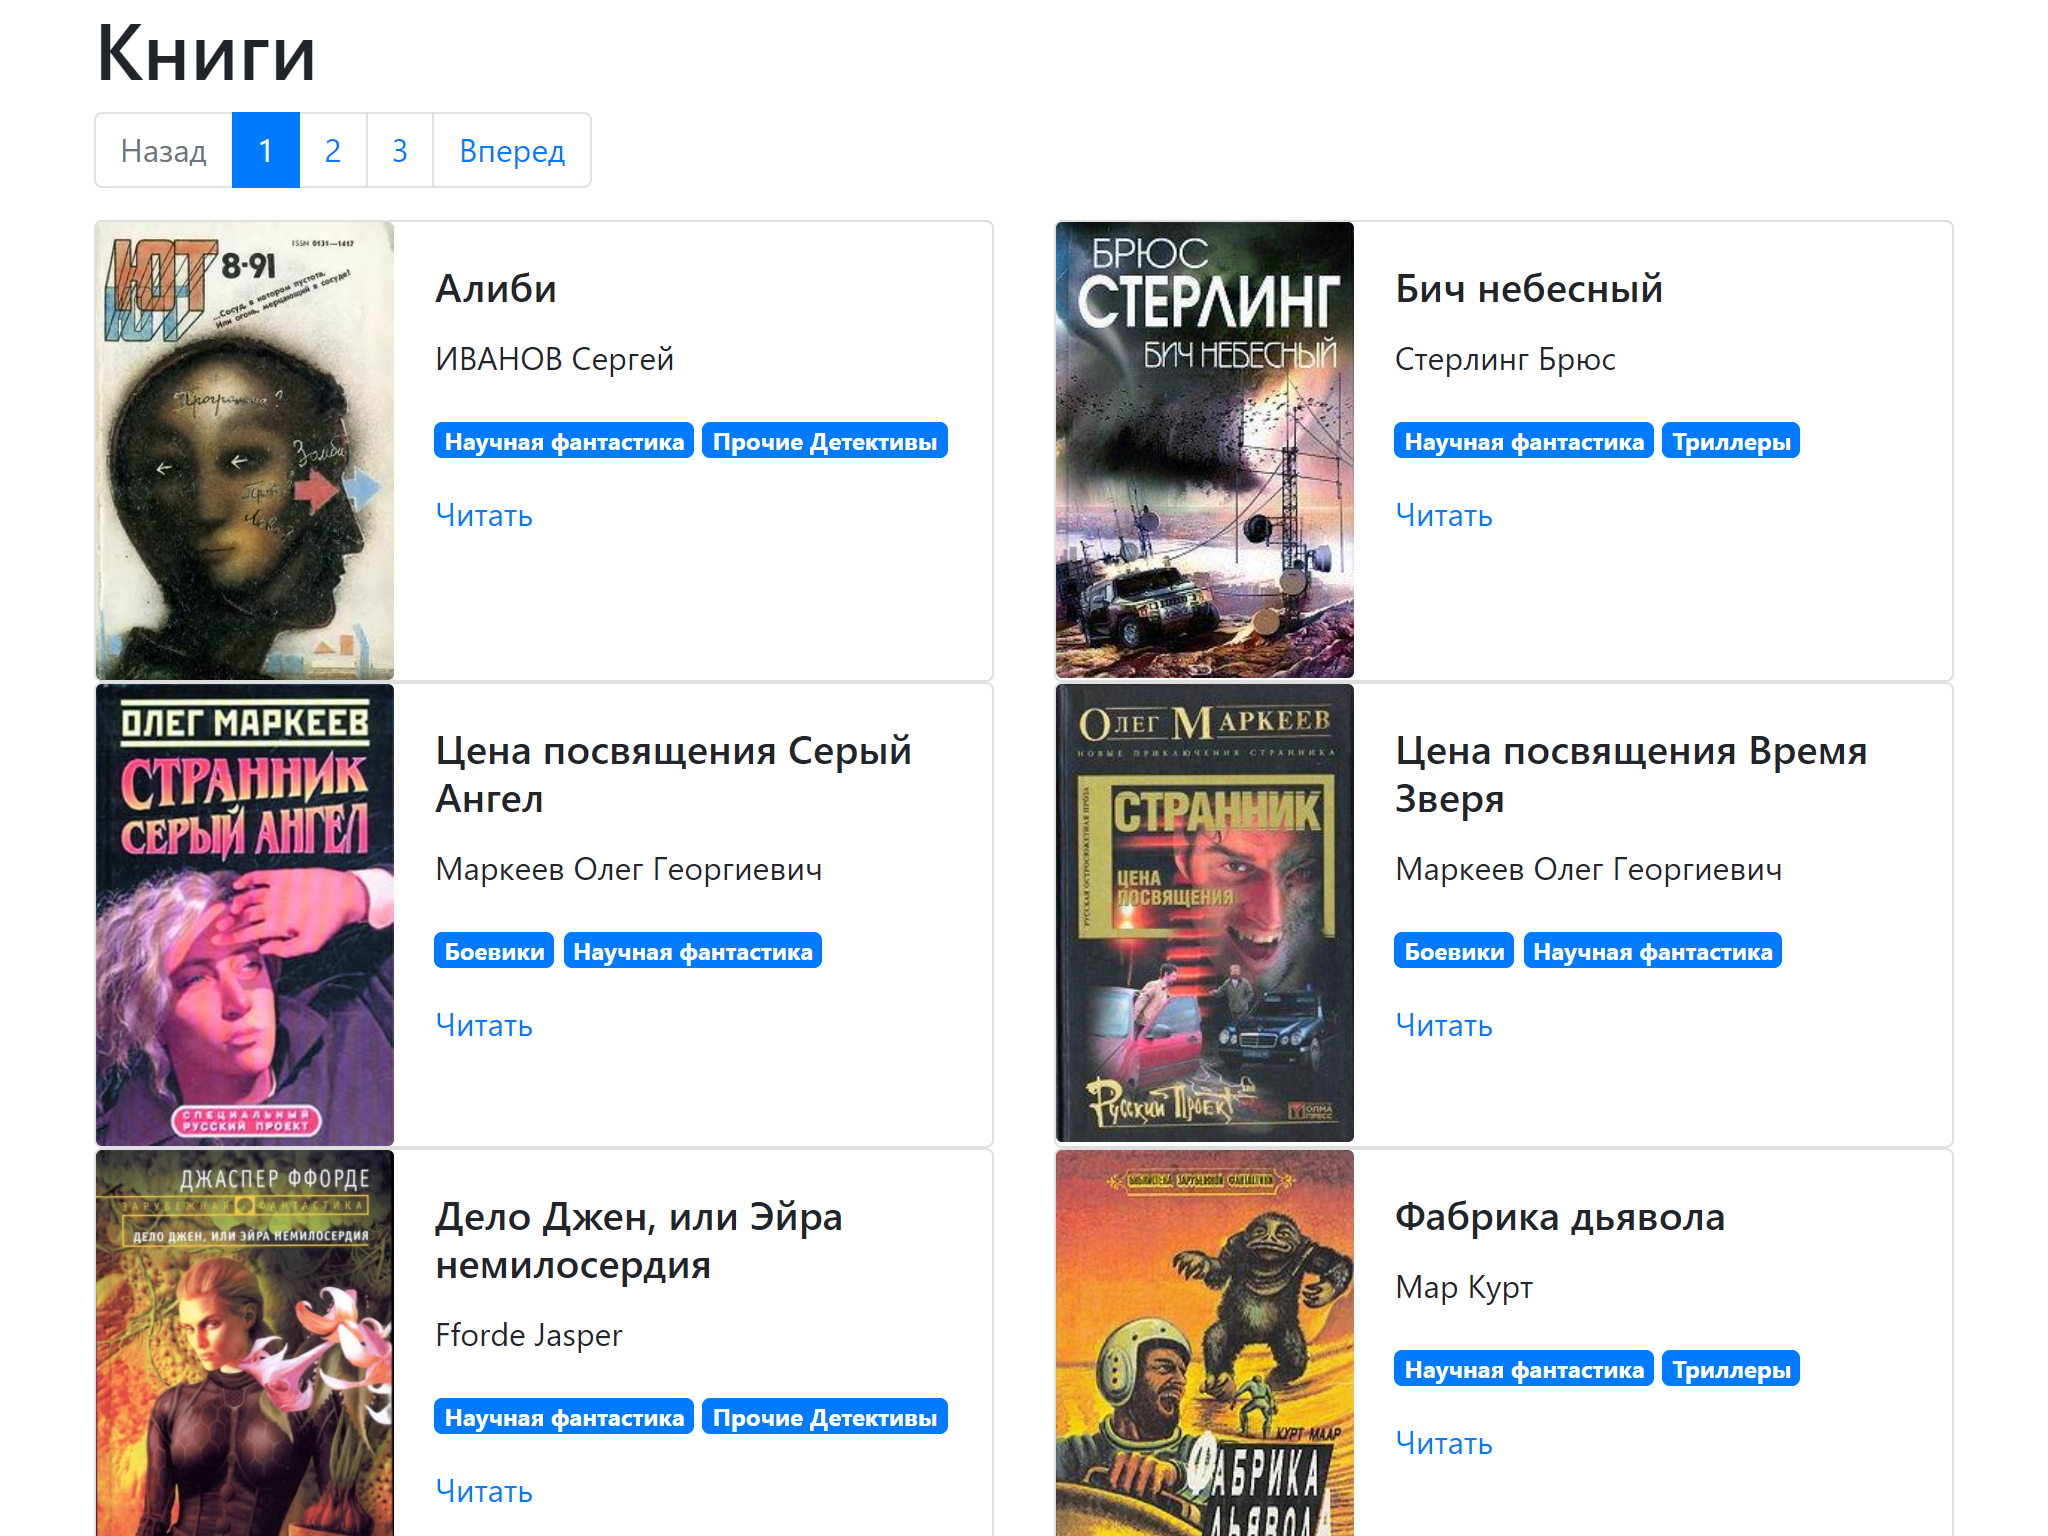 Книги
Назад 1 2 3 Вперед
ЮТ
8-91
ISSN 0131—1417
...Сосуд, в котором пустота,
Или огонь, мерцающий в сосуде!
Программа?
Зомби
Алиби
ИВАНОВ Сергей
Научная фантастика Прочие Детективы
Читать
БРЮС
СТЕРЛИНГ
БИЧ НЕБЕСНЫЙ
Бич небесный
Стерлинг Брюс
Научная фантастика Триллеры
Читать
ОЛЕГ МАРКЕЕВ
СТРАННИК
СЕРЫЙ АНГЕЛ
СПЕЦИАЛЬНЫЙ
РУССКИЙ ПРОЕКТ
Цена посвящения Серый
Ангел
Маркеев Олег Георгиевич
Боевики Научная фантастика
Читать
ОЛЕГ МАРКЕЕВ
НОВЫЕ ПРИКЛЮЧЕНИЯ СТРАННИКА
РУССКАЯ ОСТРОСЮЖЕТНАЯ ПРОЗА
СТРАННИК
ЦЕНА
ПОСВЯЩЕНИЯ
Русский Проект
ОЛМА
ПРЕСС
Цена посвящения Время
Зверя
Маркеев Олег Георгиевич
Боевики Научная фантастика
Читать
ДЖАСПЕР ФФОРДЕ
ЗАРУБЕЖНАЯ ФАНТАСТИКА
ДЕЛО ДЖЕН, ИЛИ ЭЙРА НЕМИЛОСЕРДИЯ
Дело Джен, или Эйра
немилосердия
Fforde Jasper
Научная фантастика Прочие Детективы
Читать
БИБЛИОТЕКА ЗАРУБЕЖНОЙ ФАНТАСТИКИ
КУРТ МААР
ФАБРИКА
ДЬЯВОЛА
Фабрика дьявола
Мар Курт
Научная фантастика Триллеры
Читать